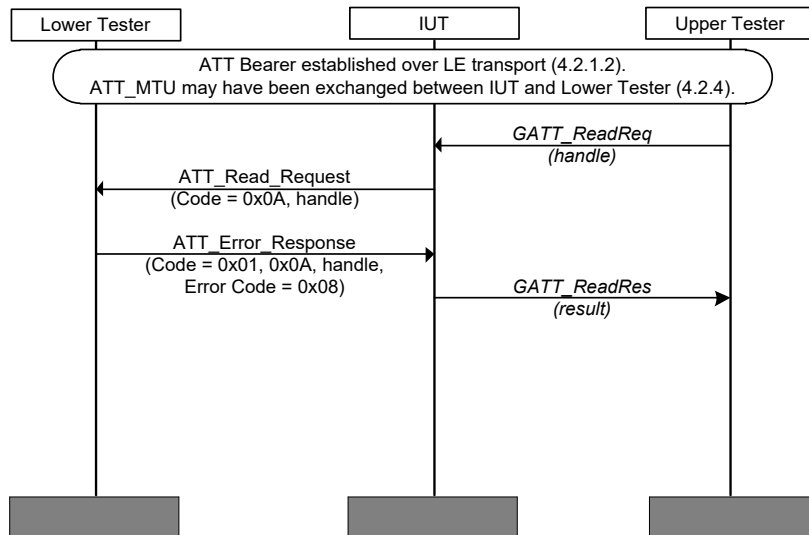 Lower Tester
IUT
Upper Tester
ATT Bearer established over LE transport (4.2.1.2).
ATT_MTU may have been exchanged between IUT and Lower Tester (4.2.4).
GATT_ReadReq
(handle)
ATT_Read_Request
(Code = 0x0A, handle)
ATT_Error_Response
(Code = 0x01, 0x0A, handle,
Error Code = 0x08)
GATT_ReadRes
(result)